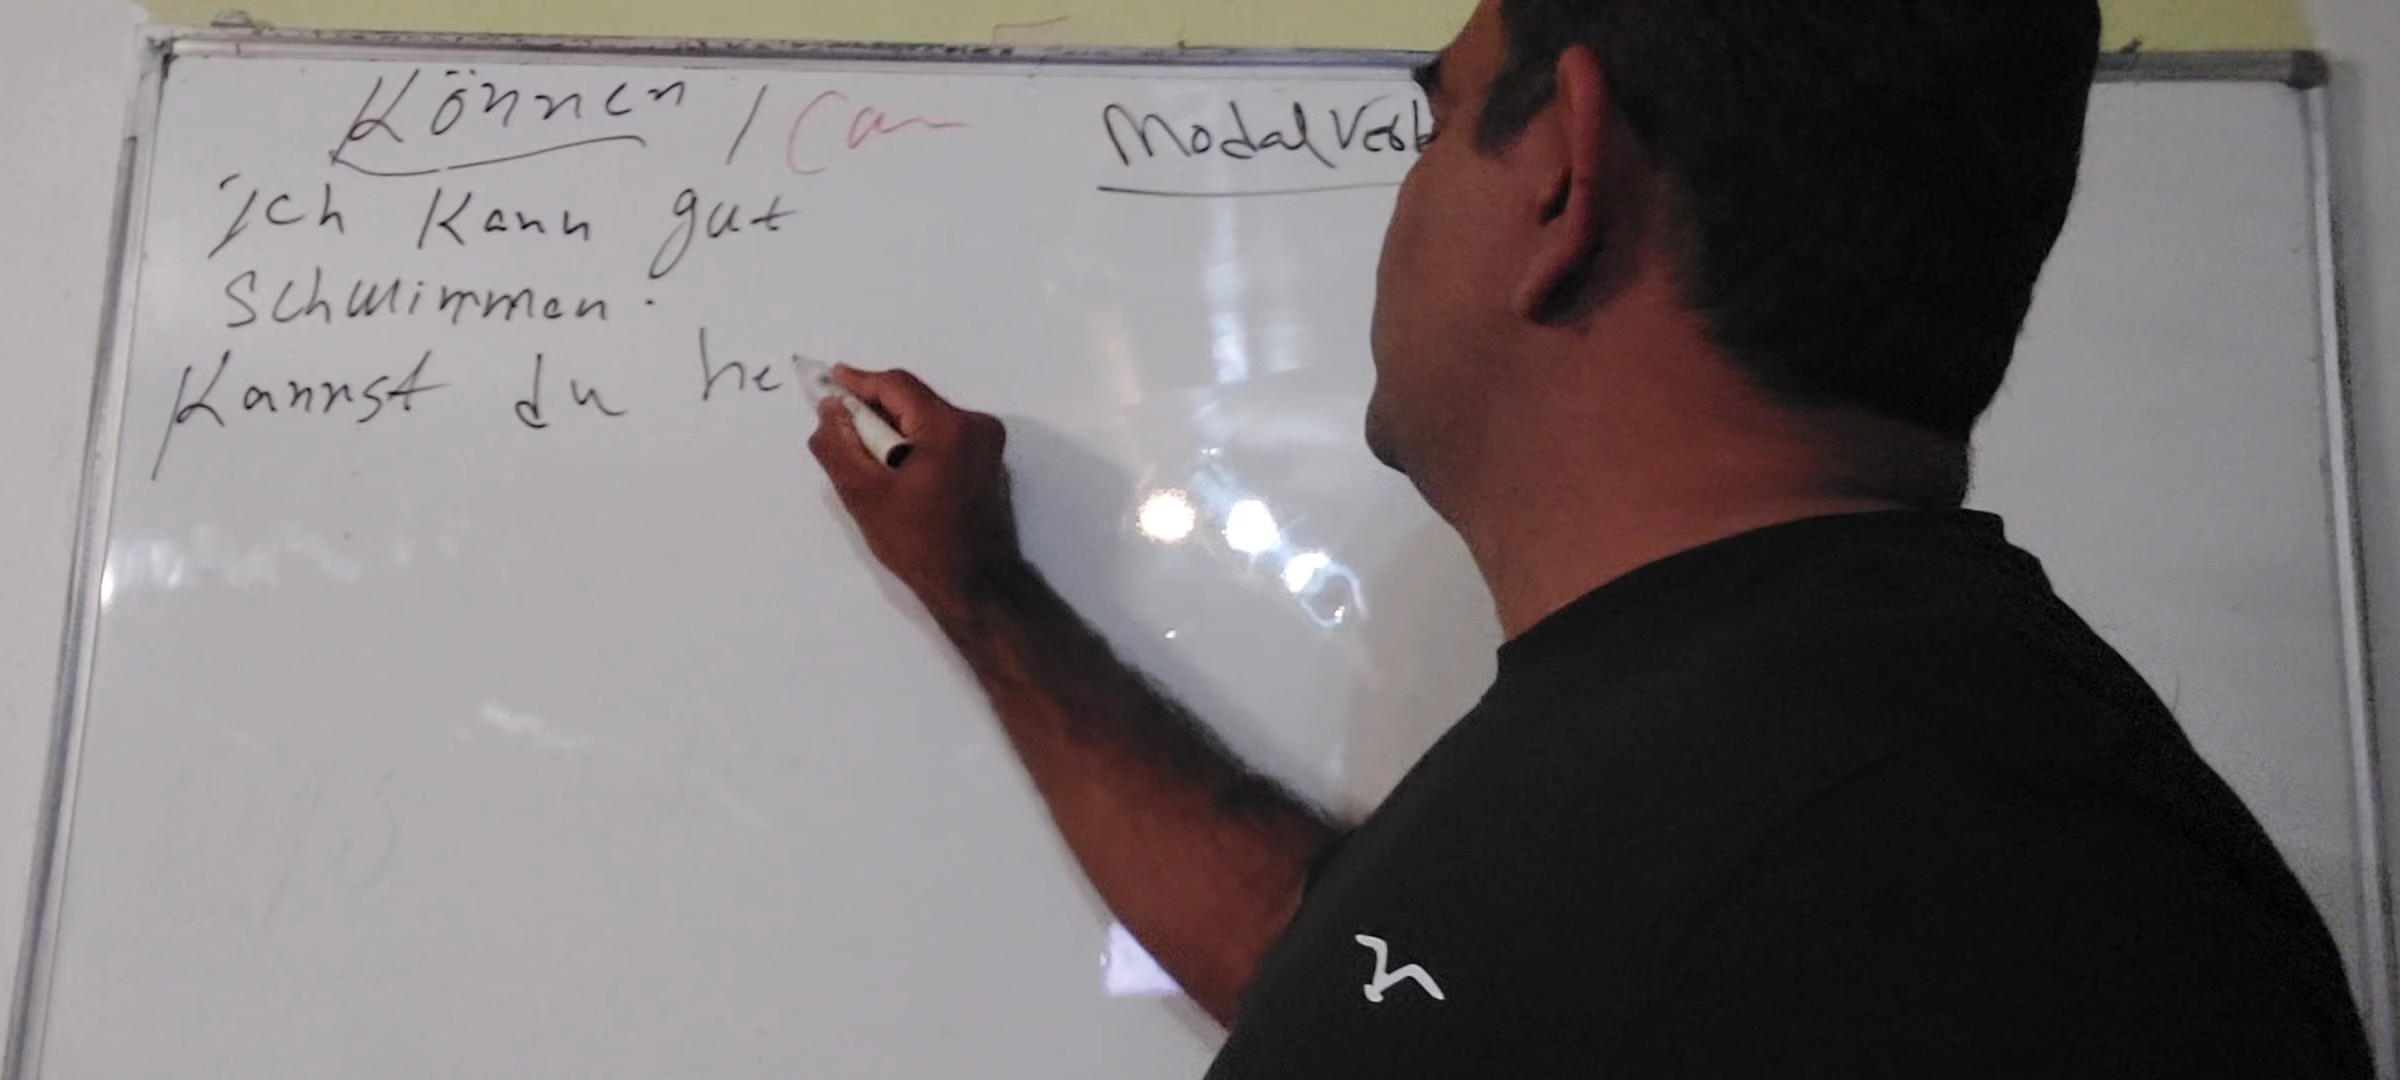 Können / Can
Modal Verb
Ich kann gut
Schwimmen.
Kannst du he